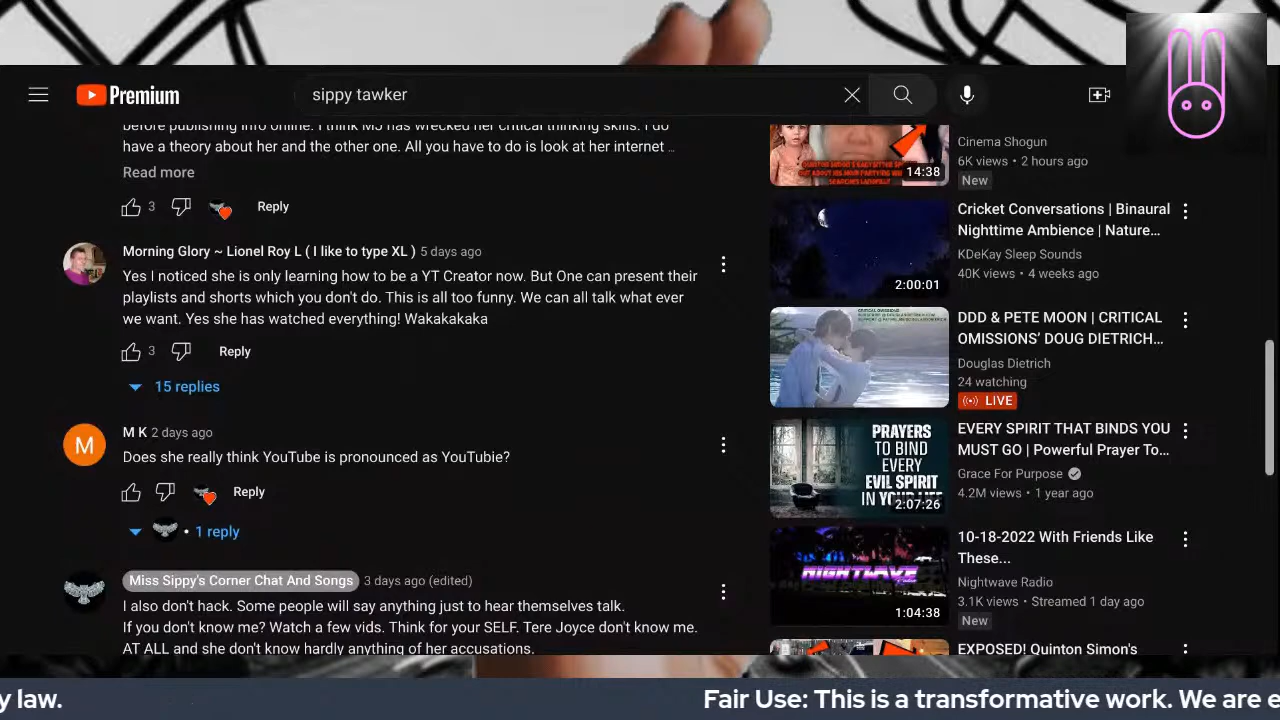 Premium
sippy tawker
before publishing info online. I think MJ has wrecked her critical thinking skills. I do
have a theory about her and the other one. All you have to do is look at her internet ...
Read more
3
Reply
Morning Glory ~ Lionel Roy L ( I like to type XL ) 5 days ago
Yes I noticed she is only learning how to be a YT Creator now. But One can present their
playlists and shorts which you don't do. This is all too funny. We can all talk what ever
we want. Yes she has watched everything! Wakakakaka
3
Reply
15 replies
M
M K 2 days ago
Does she really think YouTube is pronounced as YouTubie?
Reply
• 1 reply
Miss Sippy's Corner Chat And Songs 3 days ago (edited)
I also don't hack. Some people will say anything just to hear themselves talk.
If you don't know me? Watch a few vids. Think for your SELF. Tere Joyce don't know me.
AT ALL and she don't know hardly anything of her accusations.
14:38
Cinema Shogun
6K views • 2 hours ago
New
2:00:01
Cricket Conversations | Binaural
Nighttime Ambience | Nature...
KDeKay Sleep Sounds
40K views • 4 weeks ago
DDD & PETE MOON | CRITICAL
OMISSIONS' DOUG DIETRICH...
Douglas Dietrich
24 watching
LIVE
PRAYERS
TO BIND
EVERY
EVIL SPIRIT
IN YOUR LIFE
2:07:26
EVERY SPIRIT THAT BINDS YOU
MUST GO | Powerful Prayer To...
Grace For Purpose
4.2M views • 1 year ago
NIGHTWAVE
1:04:38
10-18-2022 With Friends Like
These...
Nightwave Radio
3.1K views • Streamed 1 day ago
New
EXPOSED! Quinton Simon's
y law.
Fair Use: This is a transformative work. We are e